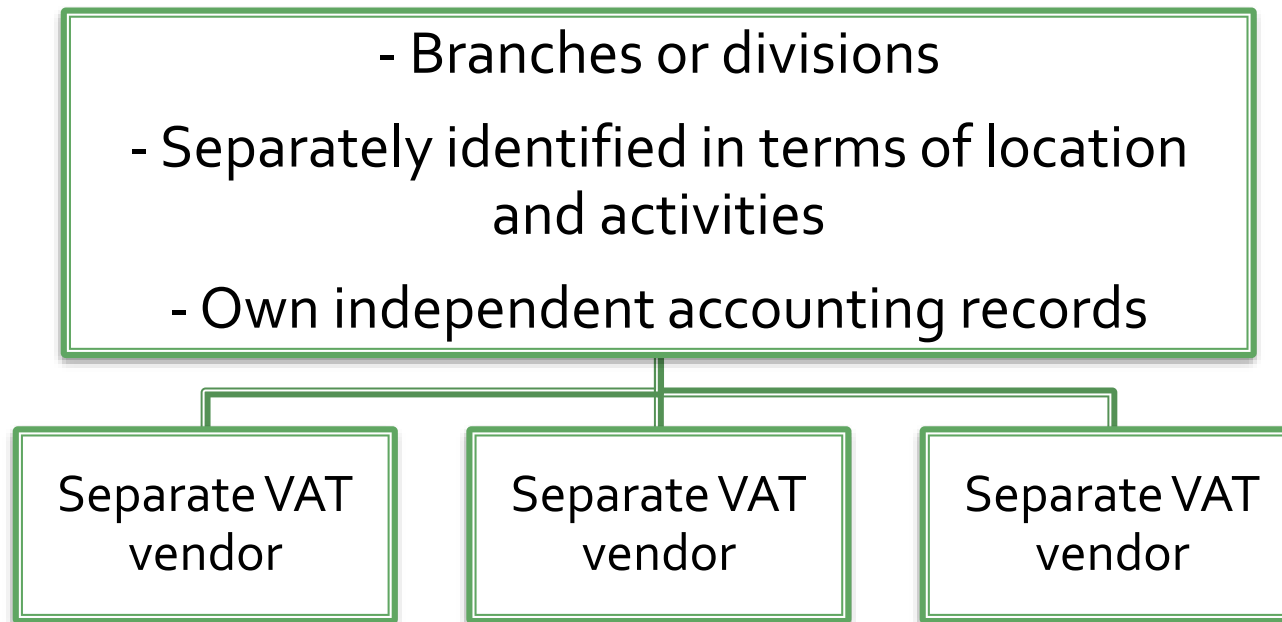 - Branches or divisions
- Separately identified in terms of location
and activities
- Own independent accounting records
Separate VAT
vendor
Separate VAT
vendor
Separate VAT
vendor